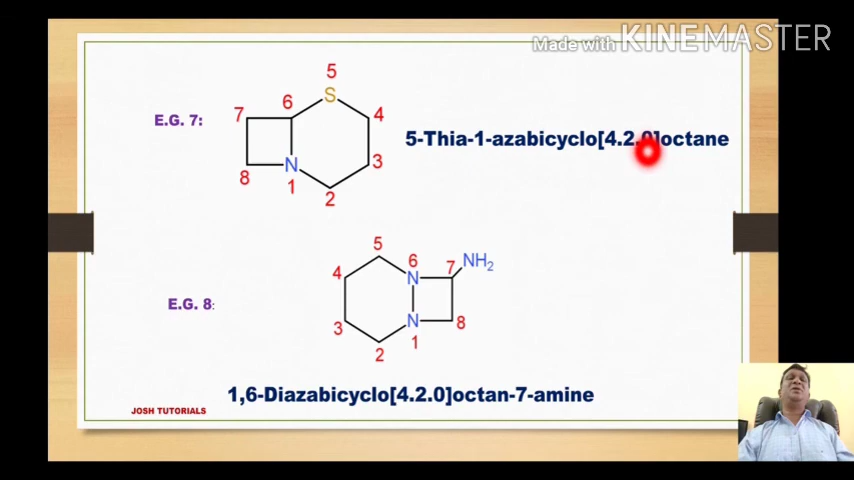 Made with KINEMASTER
E.G. 7:
5
S
6
7
4
5-Thia-1-azabicyclo[4.2.0]octane
N
3
8
1
2
5
6
7
NH2
4
N
E.G. 8:
N
3
8
1
2
1,6-Diazabicyclo[4.2.0]octan-7-amine
JOSH TUTORIALS